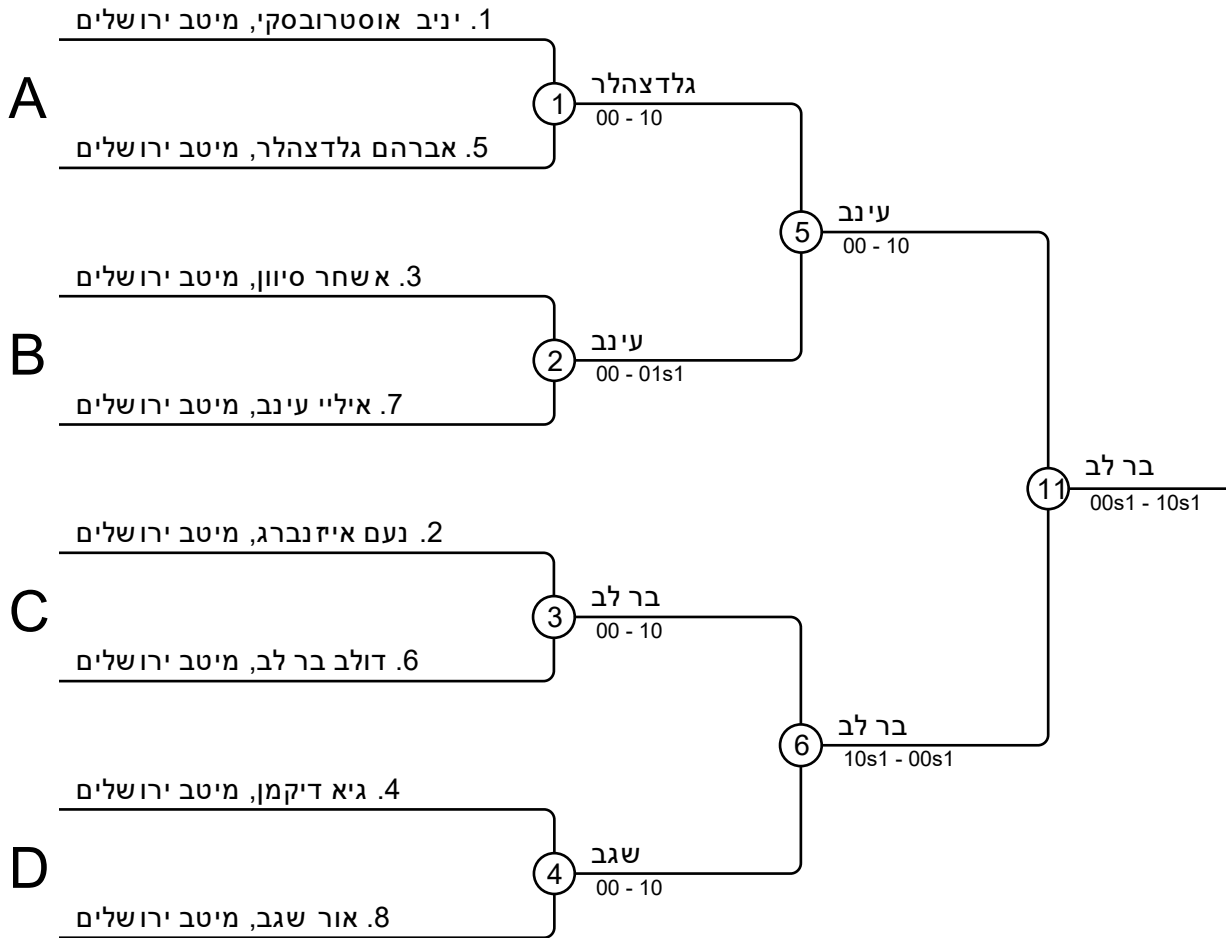 1. יניב אוסטרובסקי, מיטב ירושלים
A
1
גלדצהלר
00 - 10
5. אברהם גלדצהלר, מיטב ירושלים
5
עינב
00 - 10
3. אשחר סיוון, מיטב ירושלים
B
2
עינב
00 - 01s1
7. איליי עינב, מיטב ירושלים
11
בר לב
00s1 - 10s1
2. נעם אייזנברג, מיטב ירושלים
C
3
בר לב
00 - 10
6. דולב בר לב, מיטב ירושלים
6
בר לב
10s1 - 00s1
4. גיא דיקמן, מיטב ירושלים
D
4
שגב
00 - 10
8. אור שגב, מיטב ירושלים